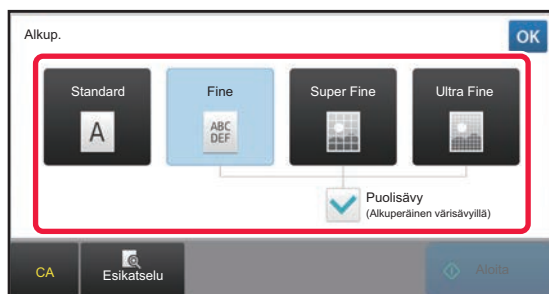 Alkup.
OK
Standard
Fine
Super Fine
Ultra Fine
A
ABC
DEF
Puolisävy
(Alkuperäinen värisävyillä)
CA
Esikatselu
Aloita